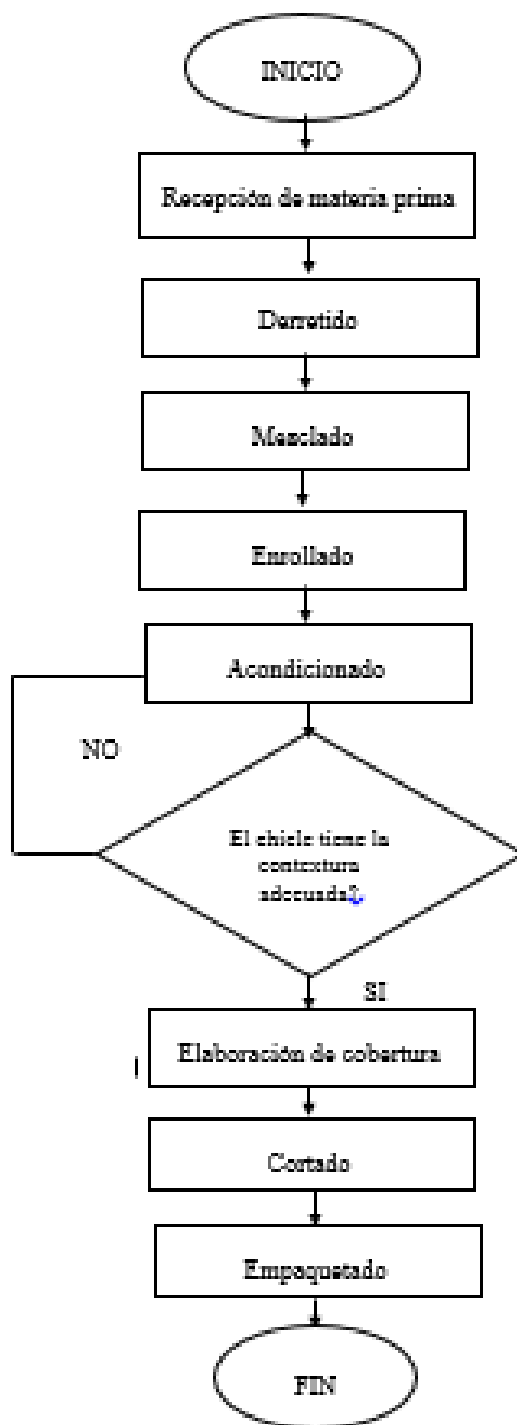 INICIO
Recepción de materia prima
Derretido
Mezclado
Enrollado
Acondicionado
NO
El chicle tiene la
contextura
adecuada?.
SI
Elaboración de cobertura
Cortado
Empaquetado
FIN